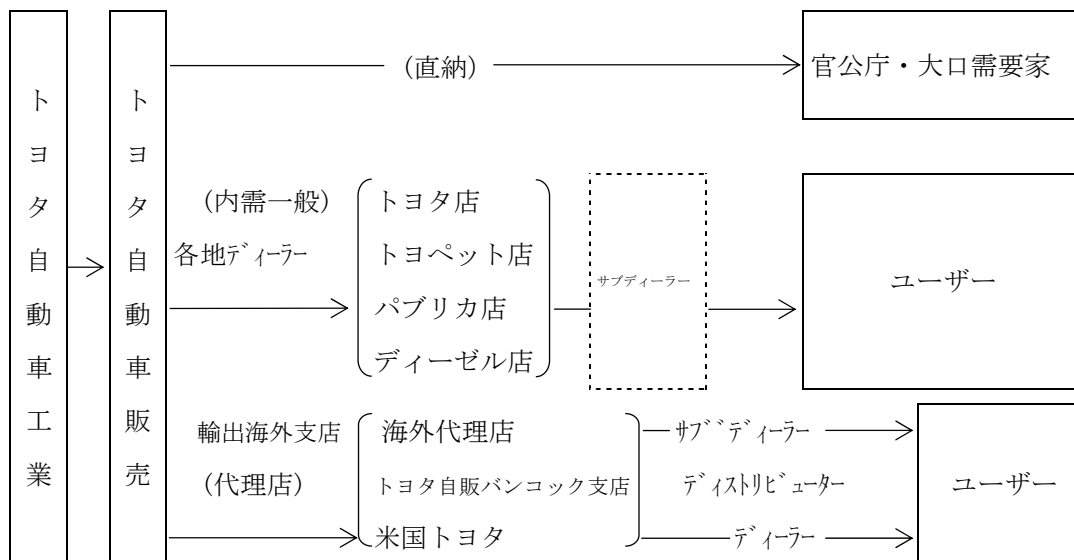 トヨタ自動車工業
トヨタ自動車販売
(直納)
官公庁・大口需要家
(内需一般)
各地ディーラー
トヨタ店
トヨペット店
パブリカ店
ディーゼル店
サブディーラー
ユーザー
輸出海外支店
(代理店)
海外代理店
トヨタ自販バンコック支店
米国トヨタ
サブディーラー
ディストリビューター
ディーラー
ユーザー